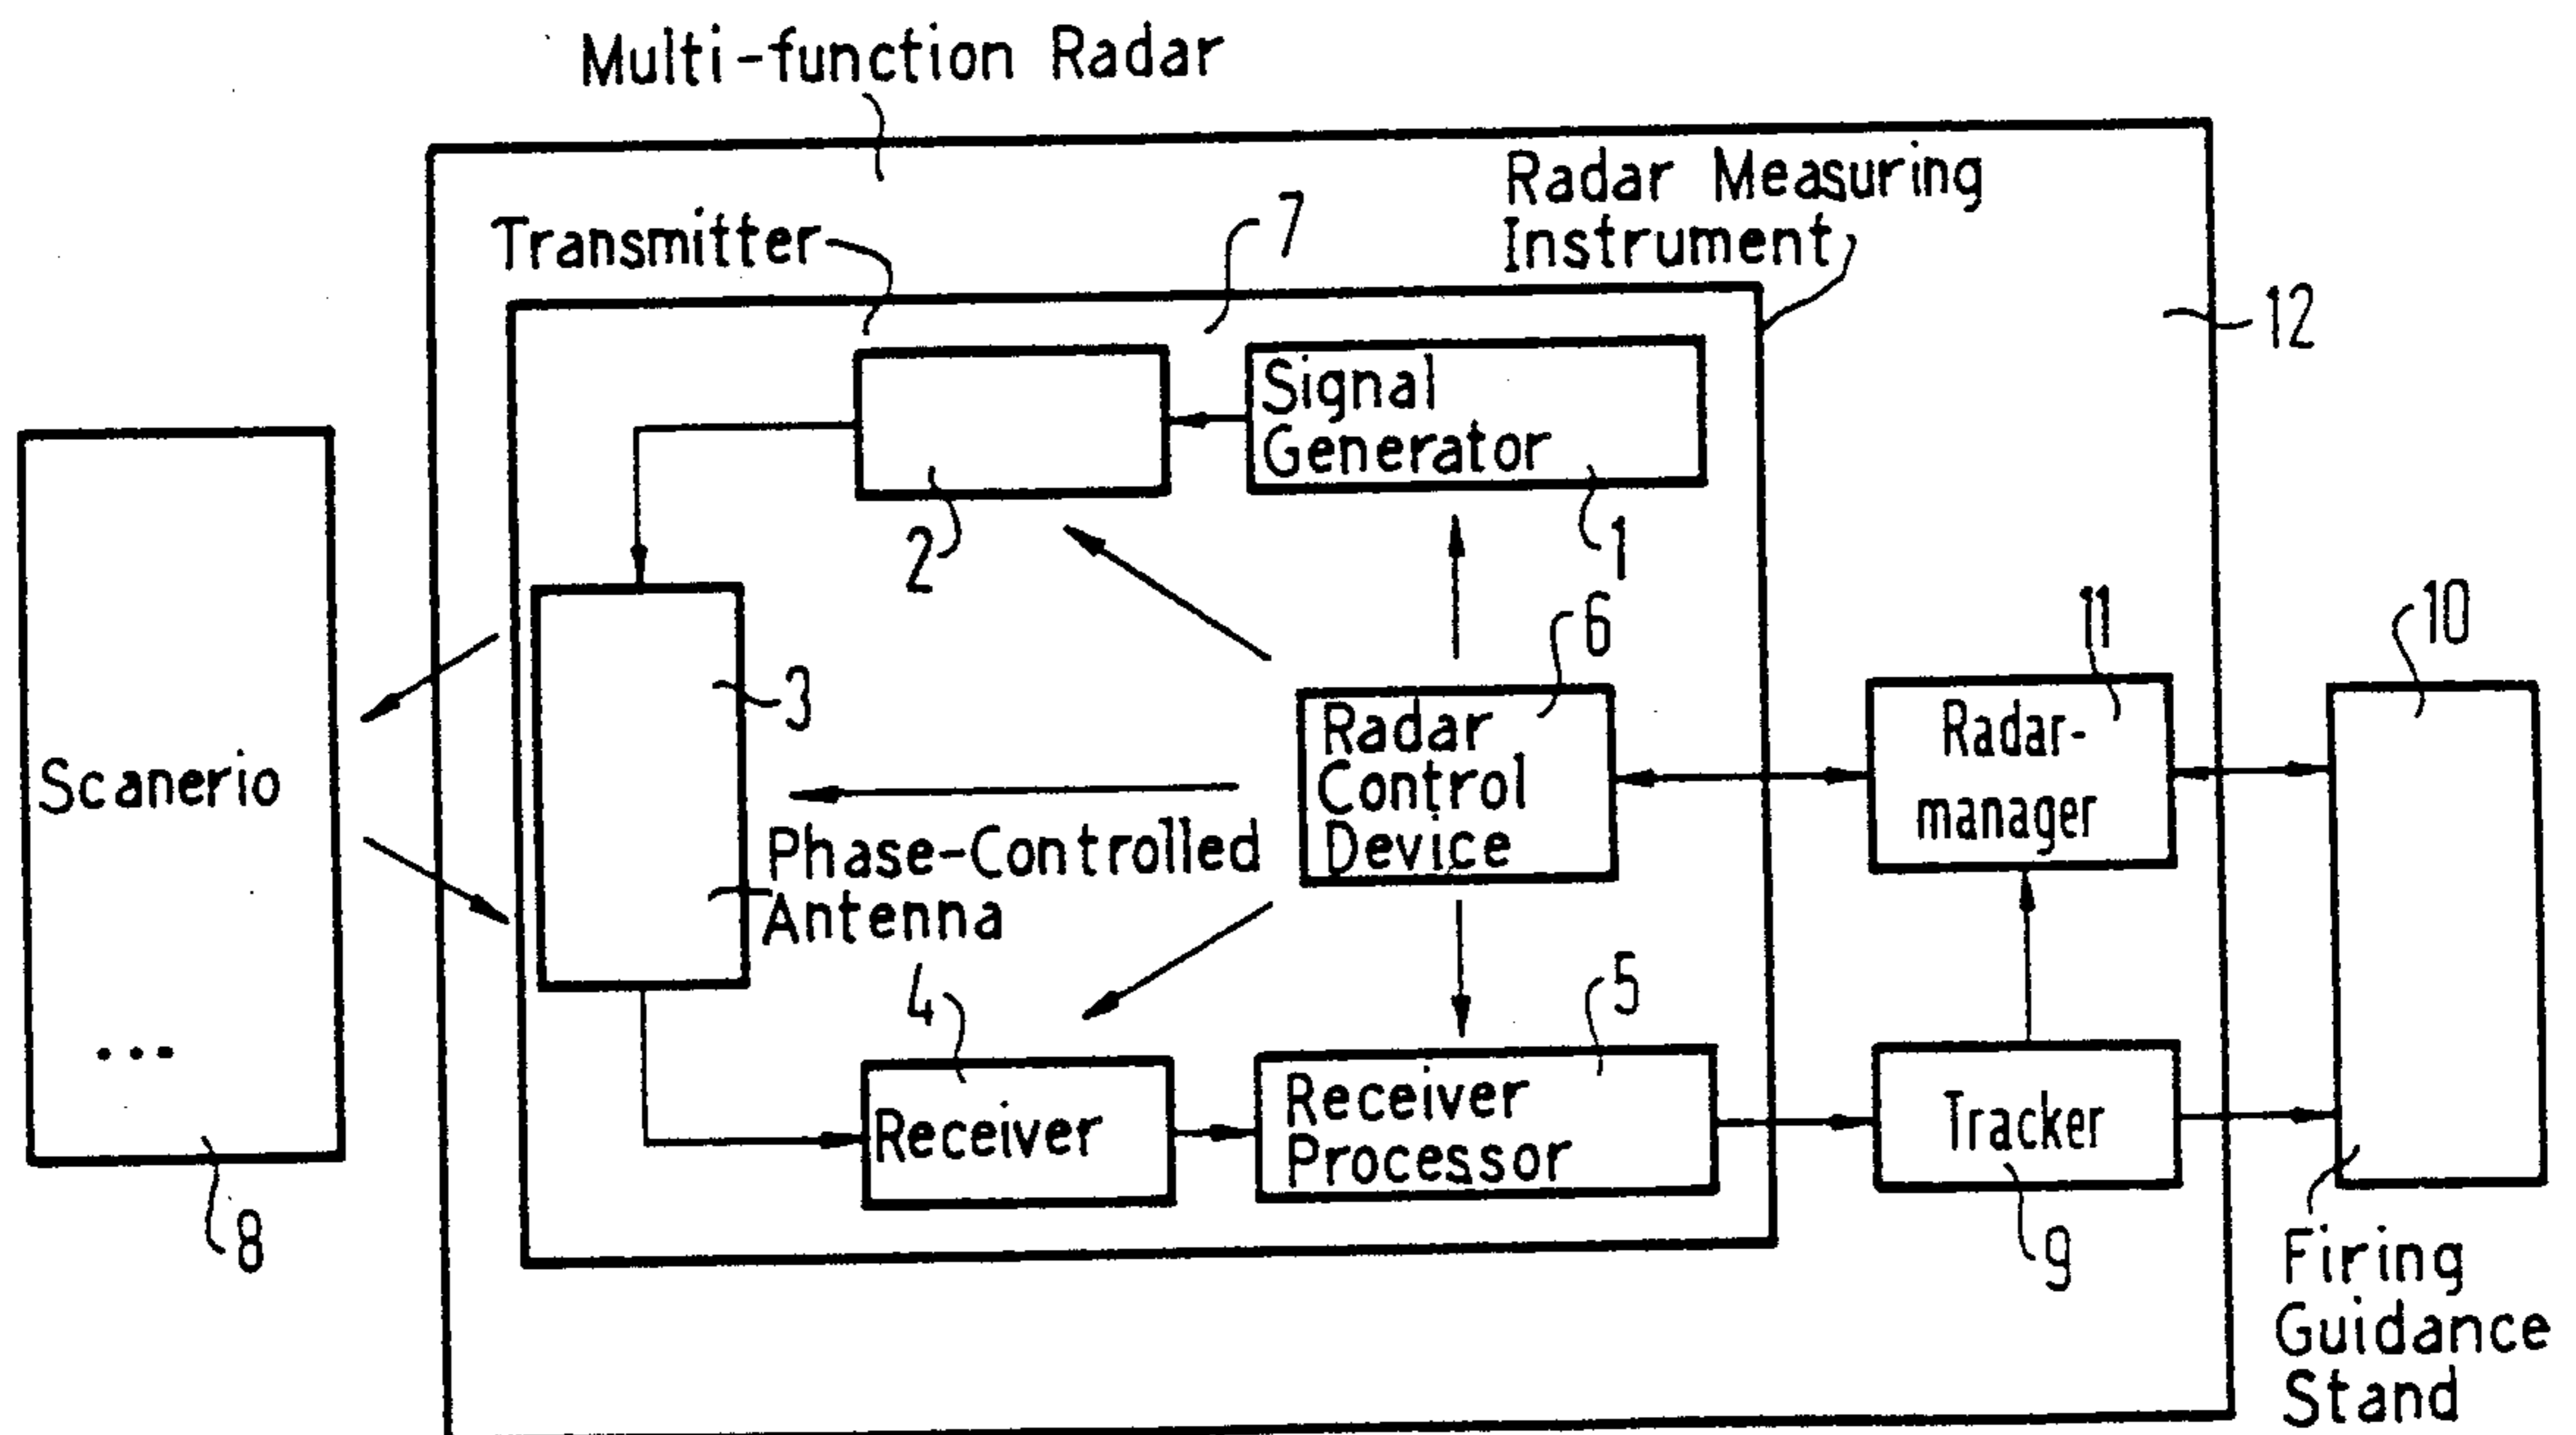 Multi-function Radar
Radar Measuring
Instrument
Transmitter
7
12
Signal
Generator
2
1
6
11
10
3
Radar
Control
Device
Radar-
manager
Scanerio
Phase-Controlled
Antenna
4
5
Receiver
Receiver
Processor
Tracker
...
8
9
Firing
Guidance
Stand